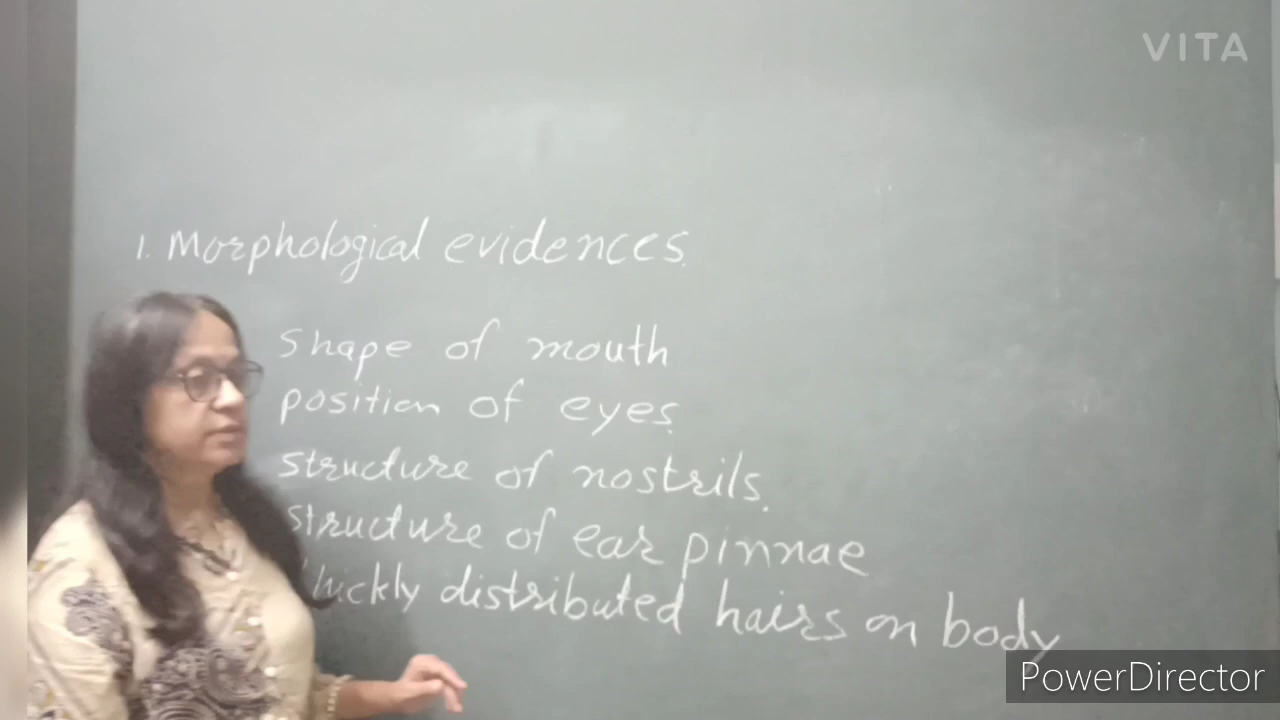 VITA
1. Morphological evidences.
Shape of mouth
position of eyes.
structure of nostrils.
structure of ear pinnae
distributed hairs on body
PowerDirector